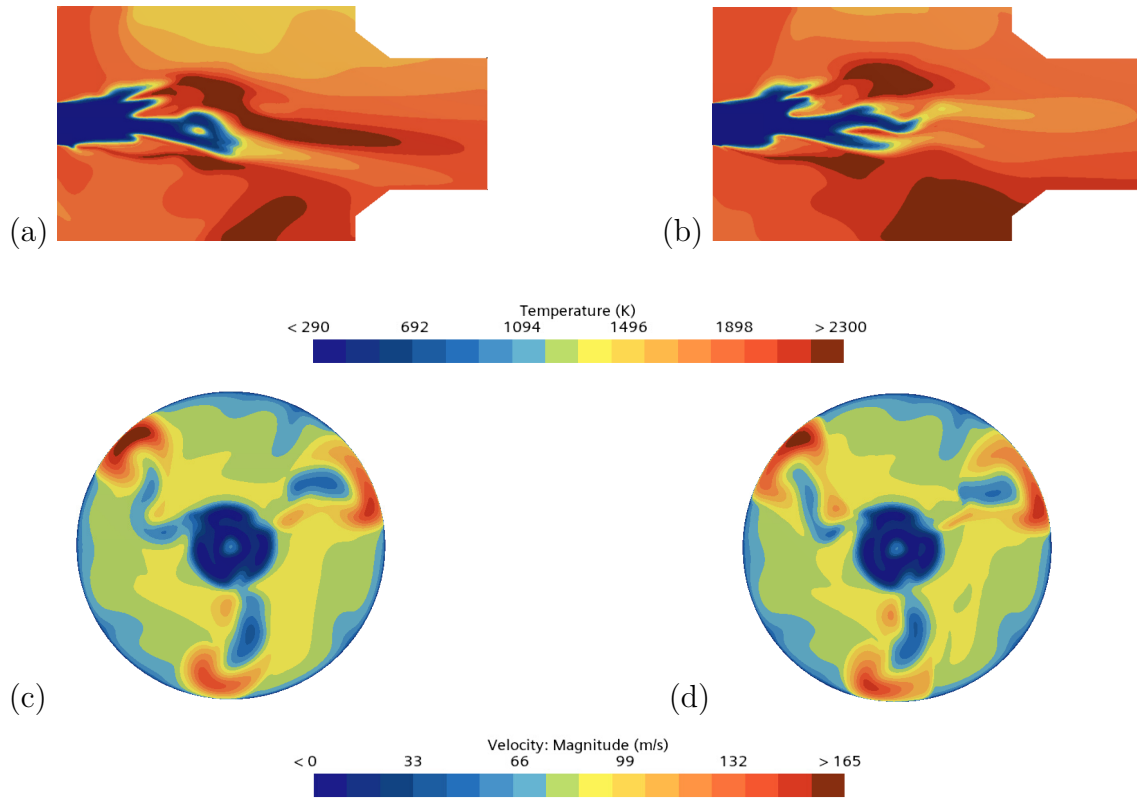 (a)
(b)
Temperature (K)
< 290 692 1094 1496 1898 > 2300
(c)
(d)
Velocity: Magnitude (m/s)
< 0 33 66 99 132 > 165